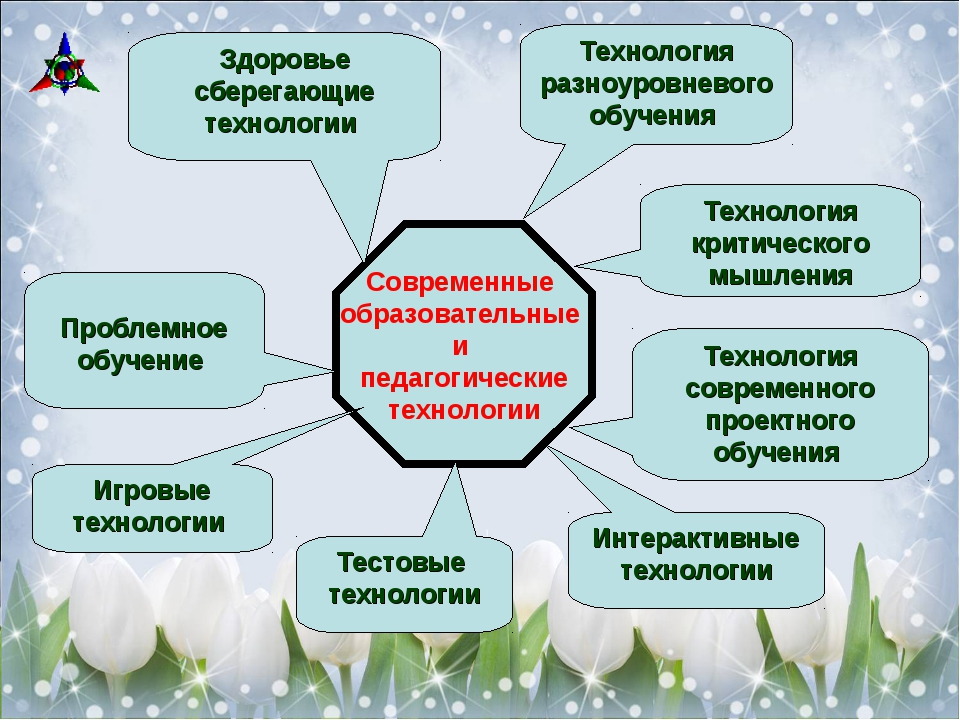 Здоровье
сберегающие
технологии
Технология
разноуровневого
обучения
Технология
критического
мышления
Современные
образовательные
и
педагогические
технологии
Проблемное
обучение
Технология
современного
проектного
обучения
Игровые
технологии
Тестовые
технологии
Интерактивные
технологии